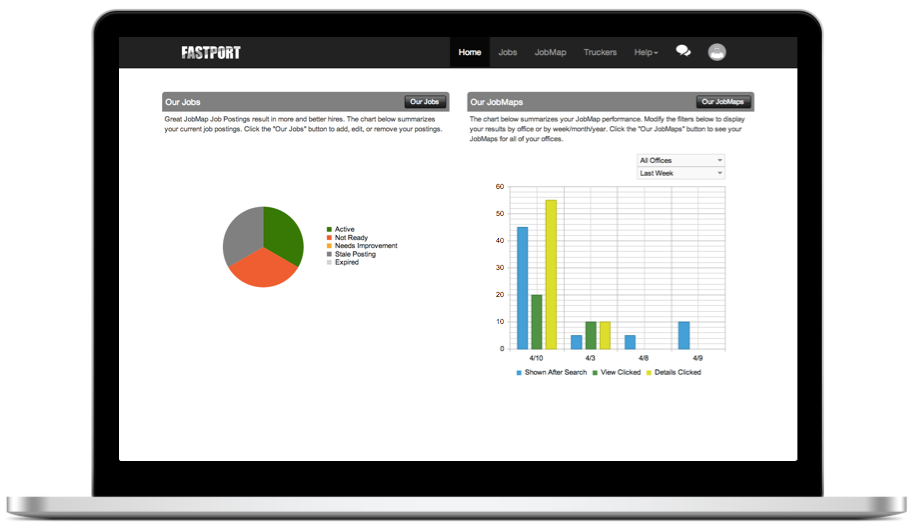 FASTPORT
Home Jobs JobMap Truckers Help
Our Jobs Our Jobs
Great JobMap Job Postings result in more and better hires. The chart below summarizes
your current job postings. Click the "Our Jobs" button to add, edit, or remove your postings.
Active
Not Ready
Needs Improvement
Stale Posting
Expired
Our JobMaps Our JobMaps
The chart below summarizes your JobMap performance. Modify the filters below to display
your results by office or by week/month/year. Click the "Our JobMaps" button to see your
JobMaps for all of your offices.
All Offices
Last Week
60
50
40
30
20
10
0
4/10 4/3 4/8 4/9
Shown After Search View Clicked Details Clicked